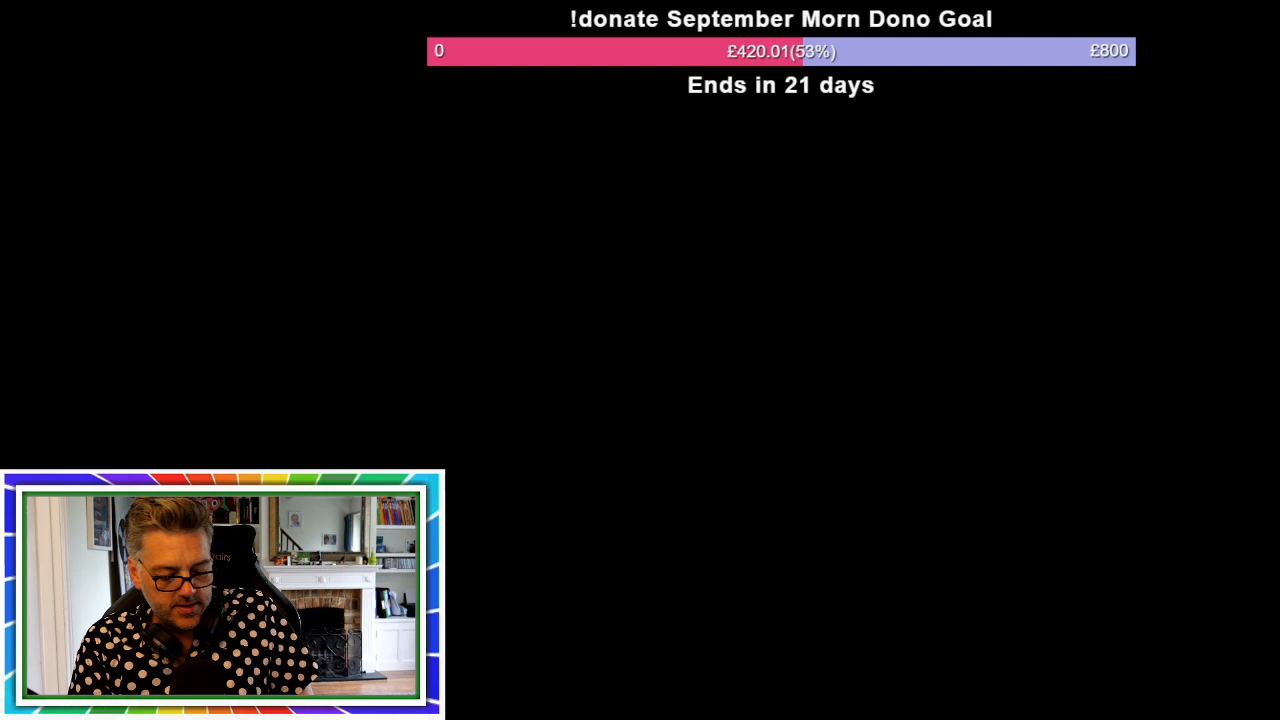 !donate September Morn Dono Goal
0 £420.01(53%) £800
Ends in 21 days